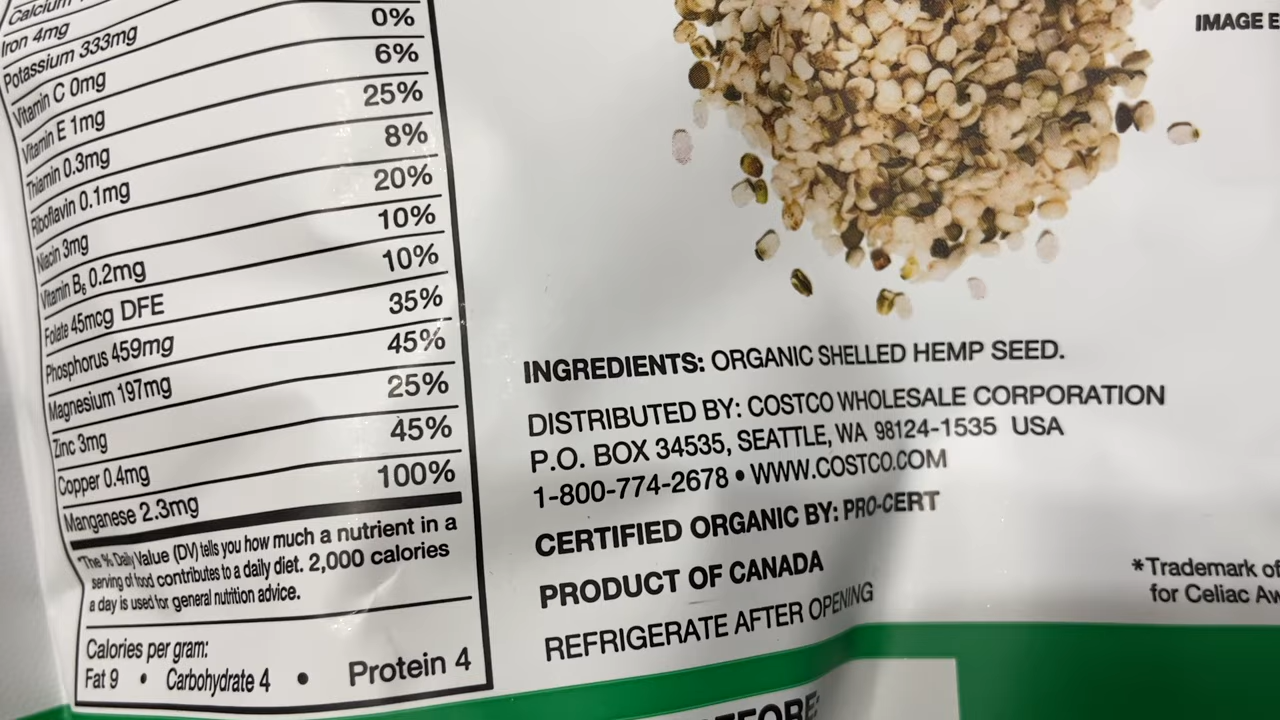 Calcium
Iron 4mg
Potassium 333mg
Vitamin C 0mg 0%
Vitamin E 1mg 6%
Thiamin 0.3mg 25%
Riboflavin 0.1mg 8%
Niacin 3mg 20%
Vitamin B₆ 0.2mg 10%
Folate 45mcg DFE 10%
Phosphorus 459mg 35%
Magnesium 197mg 45%
Zinc 3mg 25%
Copper 0.4mg 45%
Manganese 2.3mg 100%
*The % Daily Value (DV) tells you how much a nutrient in a
serving of food contributes to a daily diet. 2,000 calories
a day is used for general nutrition advice.
Calories per gram:
Fat 9 • Carbohydrate 4 • Protein 4
IMAGE
INGREDIENTS: ORGANIC SHELLED HEMP SEED.
DISTRIBUTED BY: COSTCO WHOLESALE CORPORATION
P.O. BOX 34535, SEATTLE, WA 98124-1535 USA
1-800-774-2678 • WWW.COSTCO.COM
CERTIFIED ORGANIC BY: PRO-CERT
PRODUCT OF CANADA
REFRIGERATE AFTER OPENING
*Trademark of
for Celiac